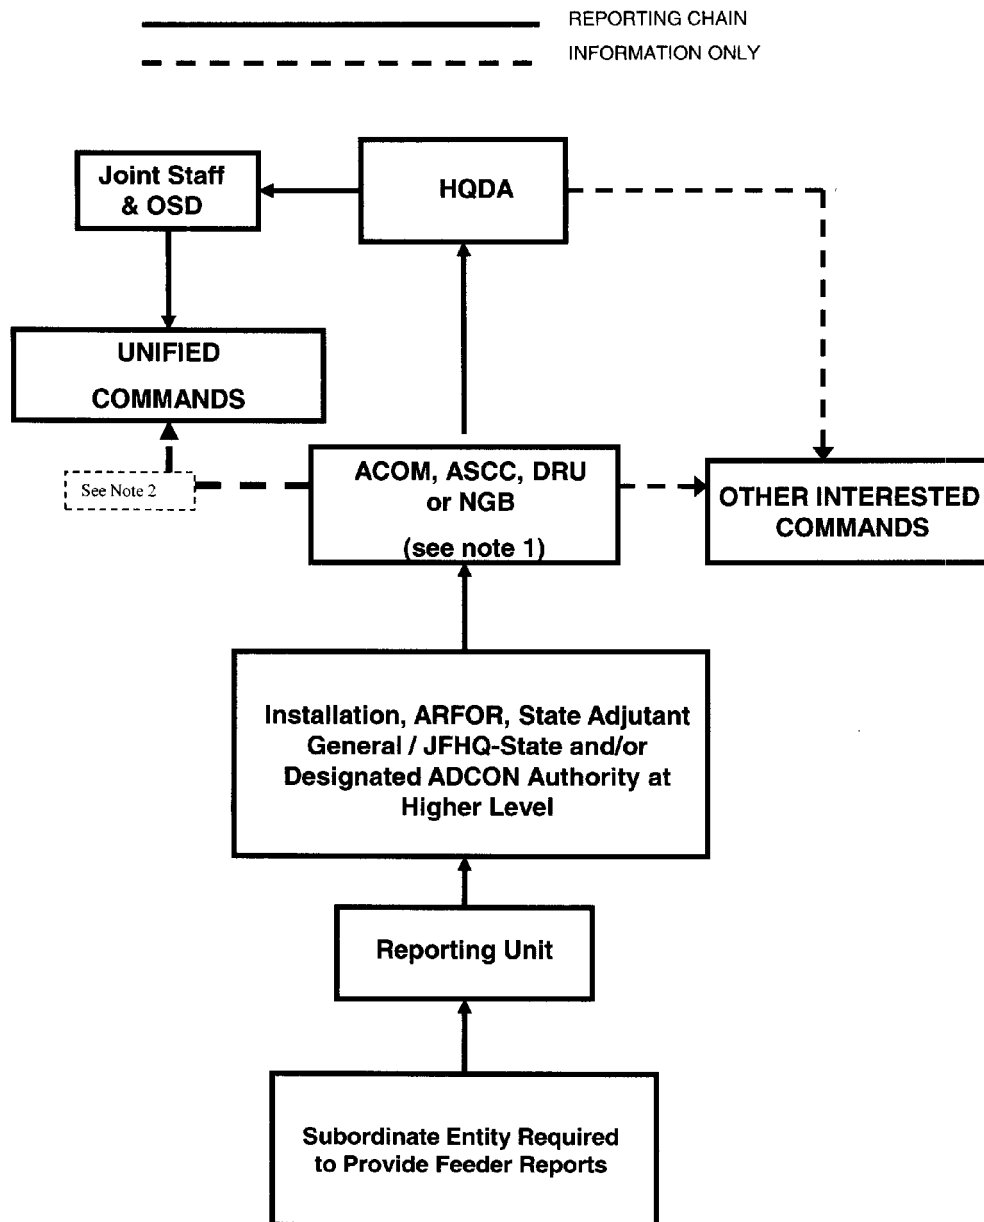 REPORTING CHAIN
INFORMATION ONLY
Joint Staff
& OSD
HQDA
UNIFIED
COMMANDS
See Note 2
ACOM, ASCC, DRU
or NGB
(see note 1)
OTHER INTERESTED
COMMANDS
Installation, ARFOR, State Adjutant
General / JFHQ-State and/or
Designated ADCON Authority at
Higher Level
Reporting Unit
Subordinate Entity Required
to Provide Feeder Reports